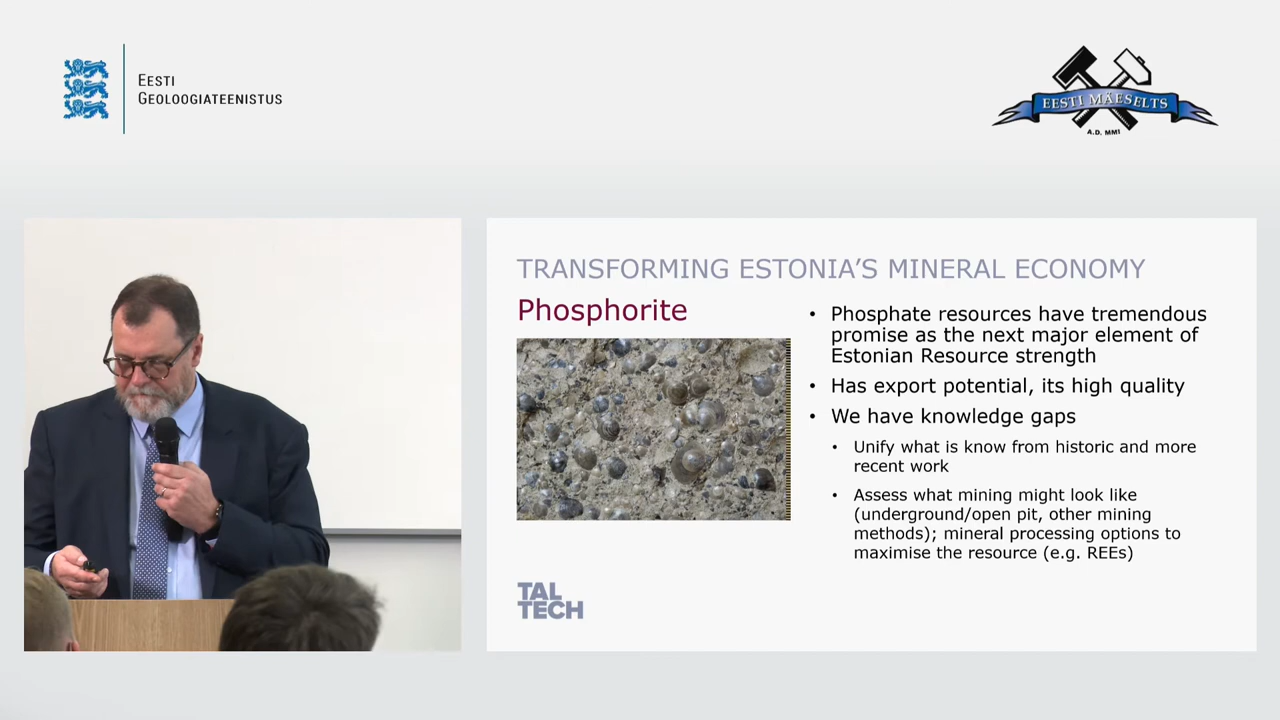 EESTI
GEOLOOGIATEENISTUS
EESTI MÄESELTS
A.D. MMI
TRANSFORMING ESTONIA'S MINERAL ECONOMY
Phosphorite
• Phosphate resources have tremendous
promise as the next major element of
Estonian Resource strength
• Has export potential, its high quality
• We have knowledge gaps
• Unify what is know from historic and more
recent work
• Assess what mining might look like
(underground/open pit, other mining
methods); mineral processing options to
maximise the resource (e.g. REEs)
TAL
TECH